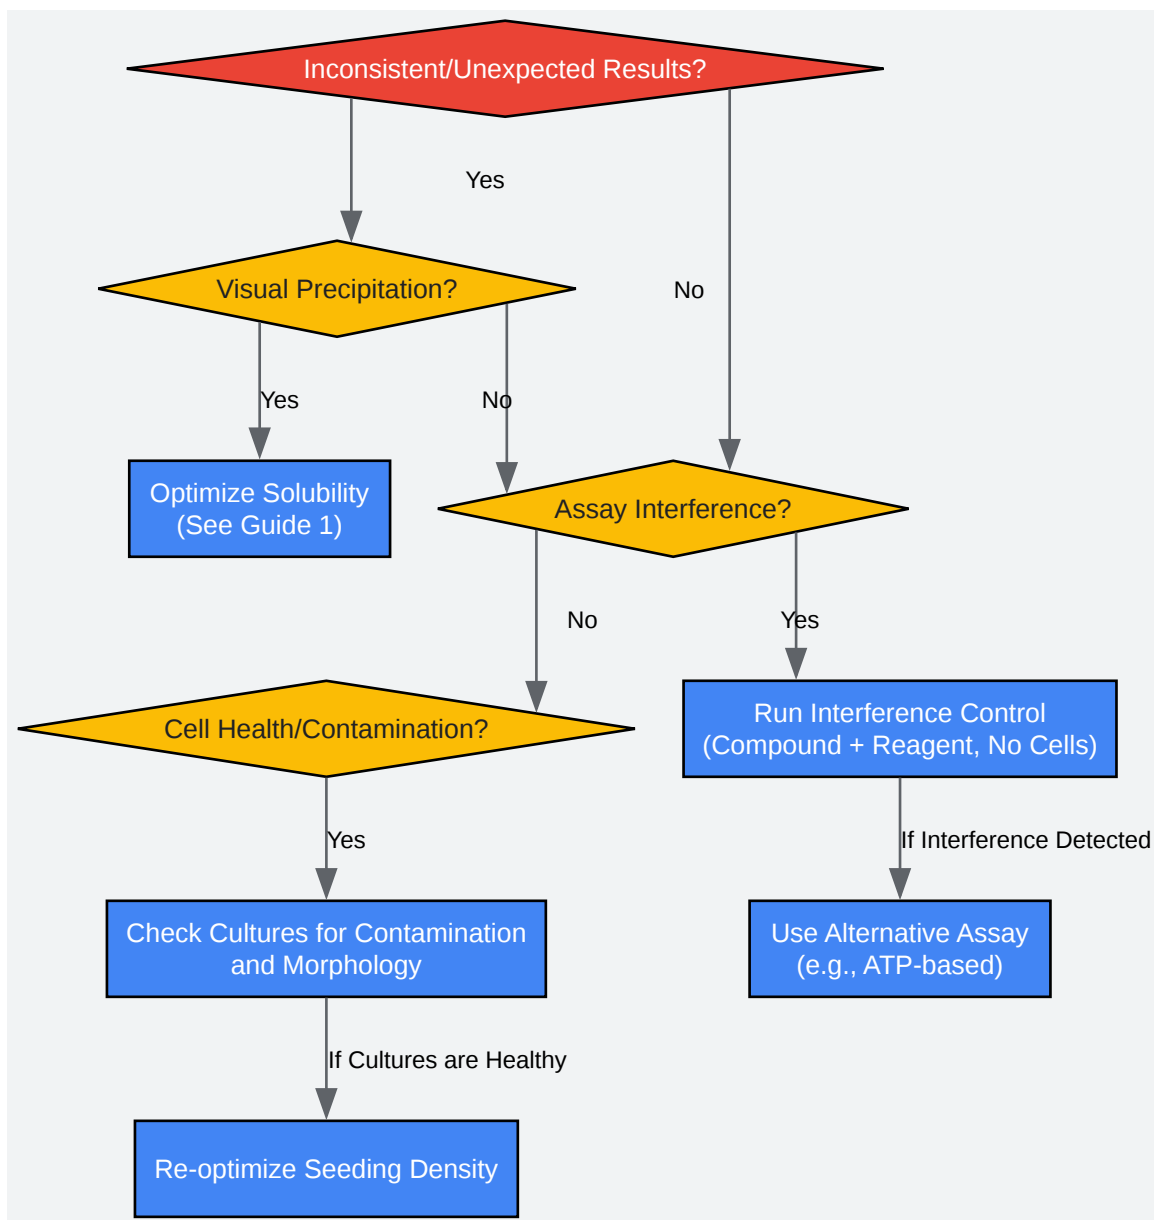 Inconsistent/Unexpected Results?
Yes
Visual Precipitation?
No
Yes
No
Optimize Solubility
(See Guide 1)
Assay Interference?
No
Yes
Cell Health/Contamination?
Run Interference Control
(Compound + Reagent, No Cells)
Yes
If Interference Detected
Check Cultures for Contamination
and Morphology
Use Alternative Assay
(e.g., ATP-based)
If Cultures are Healthy
Re-optimize Seeding Density